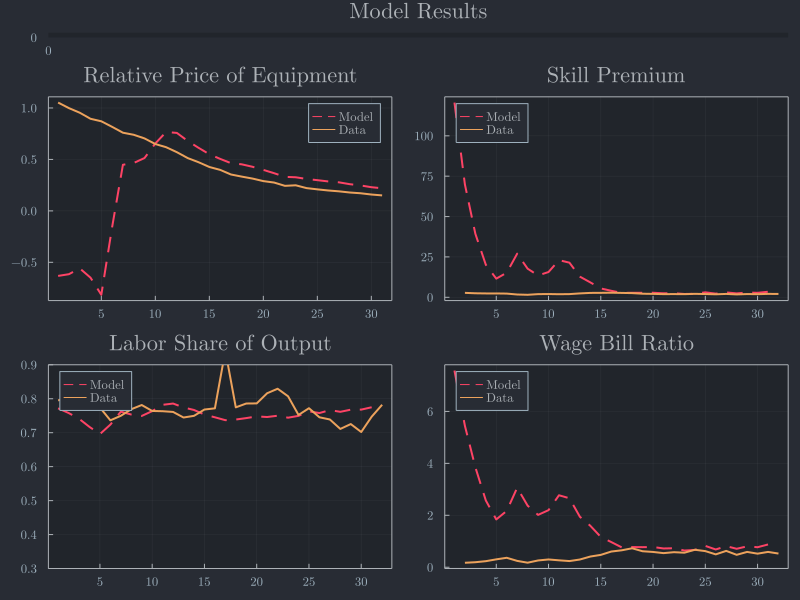 Model Results
0
0
Relative Price of Equipment
1.0
0.5
0.0
−0.5
5 10 15 20 25 30
Model
Data
Skill Premium
100
75
50
25
0
5 10 15 20 25 30
Model
Data
Labor Share of Output
0.9
0.8
0.7
0.6
0.5
0.4
0.3
5 10 15 20 25 30
Model
Data
Wage Bill Ratio
6
4
2
0
5 10 15 20 25 30
Model
Data